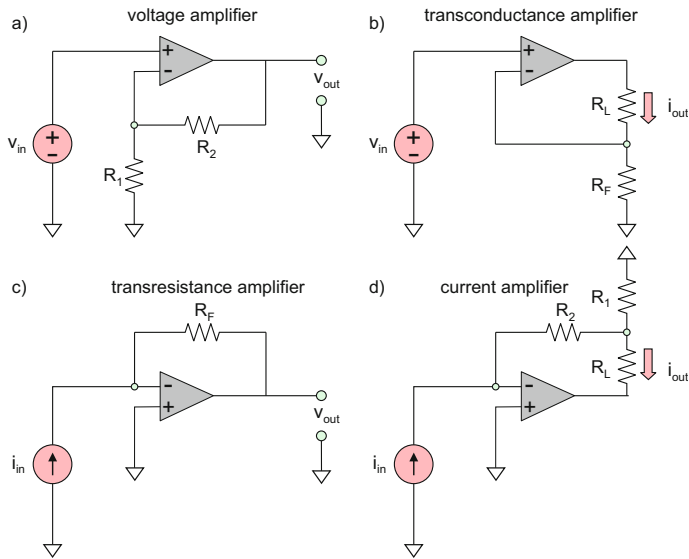 a) voltage amplifier
+
-
v_out
R_2
R_1
v_in
+
-
b) transconductance amplifier
+
-
R_L
i_out
R_F
v_in
+
-
c) transresistance amplifier
R_F
-
+
v_out
i_in
d) current amplifier
R_1
R_2
R_L
i_out
-
+
i_in